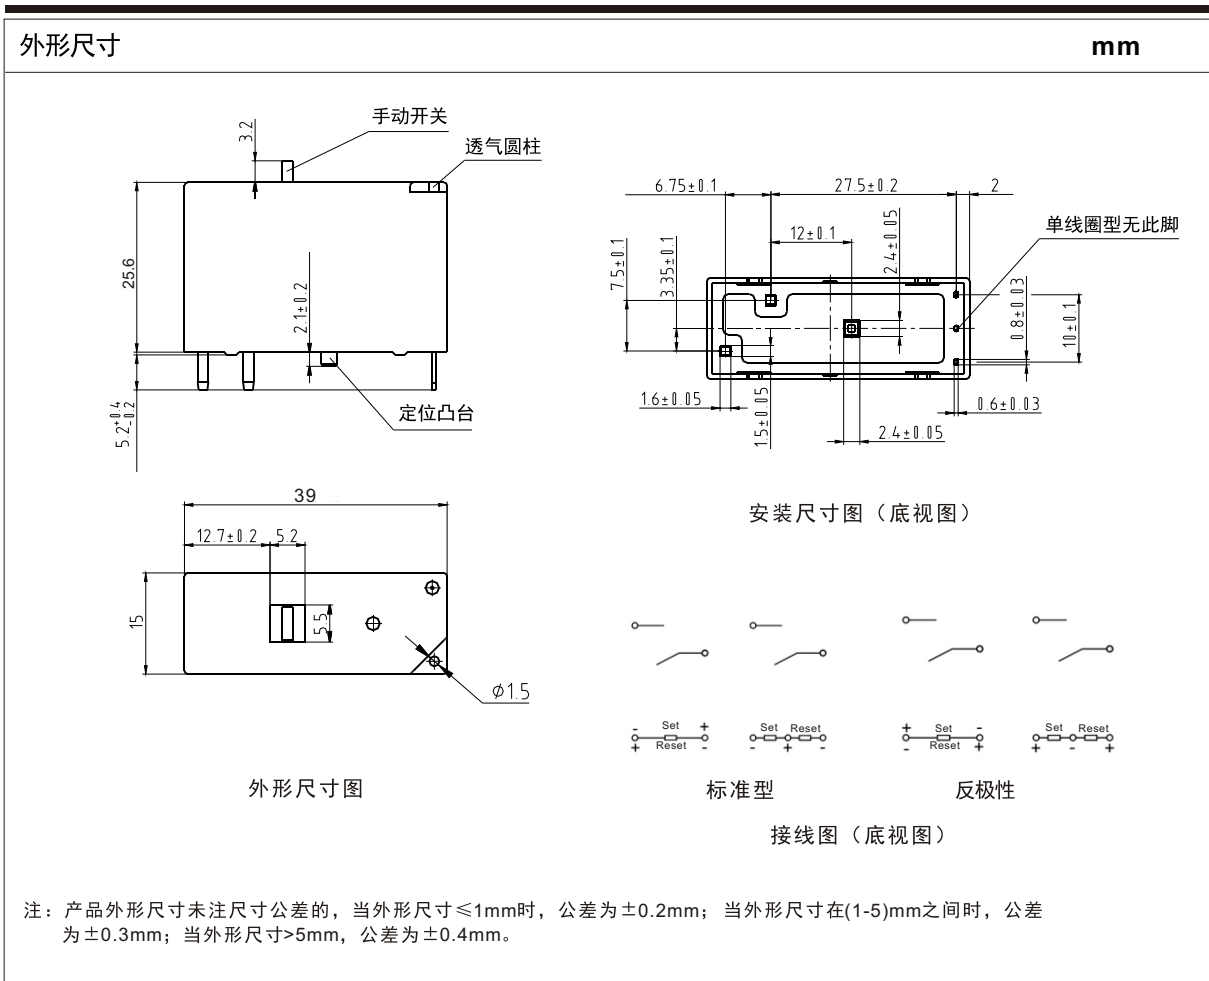 外形尺寸
mm
手动开关
透气圆柱
3.2
25.6
2.1±0.2
定位凸台
5.2+0.4-0.2
6.75±0.1
27.5±0.2
2
12±0.1
2.4±0.05
单线圈型无此脚
7.5±0.1
3.35±0.1
0.8±0.03
10±0.1
1.6±0.05
1.5±0.05
0.6±0.03
2.4±0.05
安装尺寸图（底视图）
39
12.7±0.2
5.2
15
5.5
φ1.5
外形尺寸图
- Set +
+ Reset -
Set Reset
- + -
+ Set -
- Reset +
Set Reset
+ - +
标准型
反极性
接线图（底视图）
注：产品外形尺寸未注尺寸公差的，当外形尺寸≤1mm时，公差为±0.2mm；当外形尺寸在(1-5)mm之间时，公差
为±0.3mm；当外形尺寸>5mm，公差为±0.4mm。